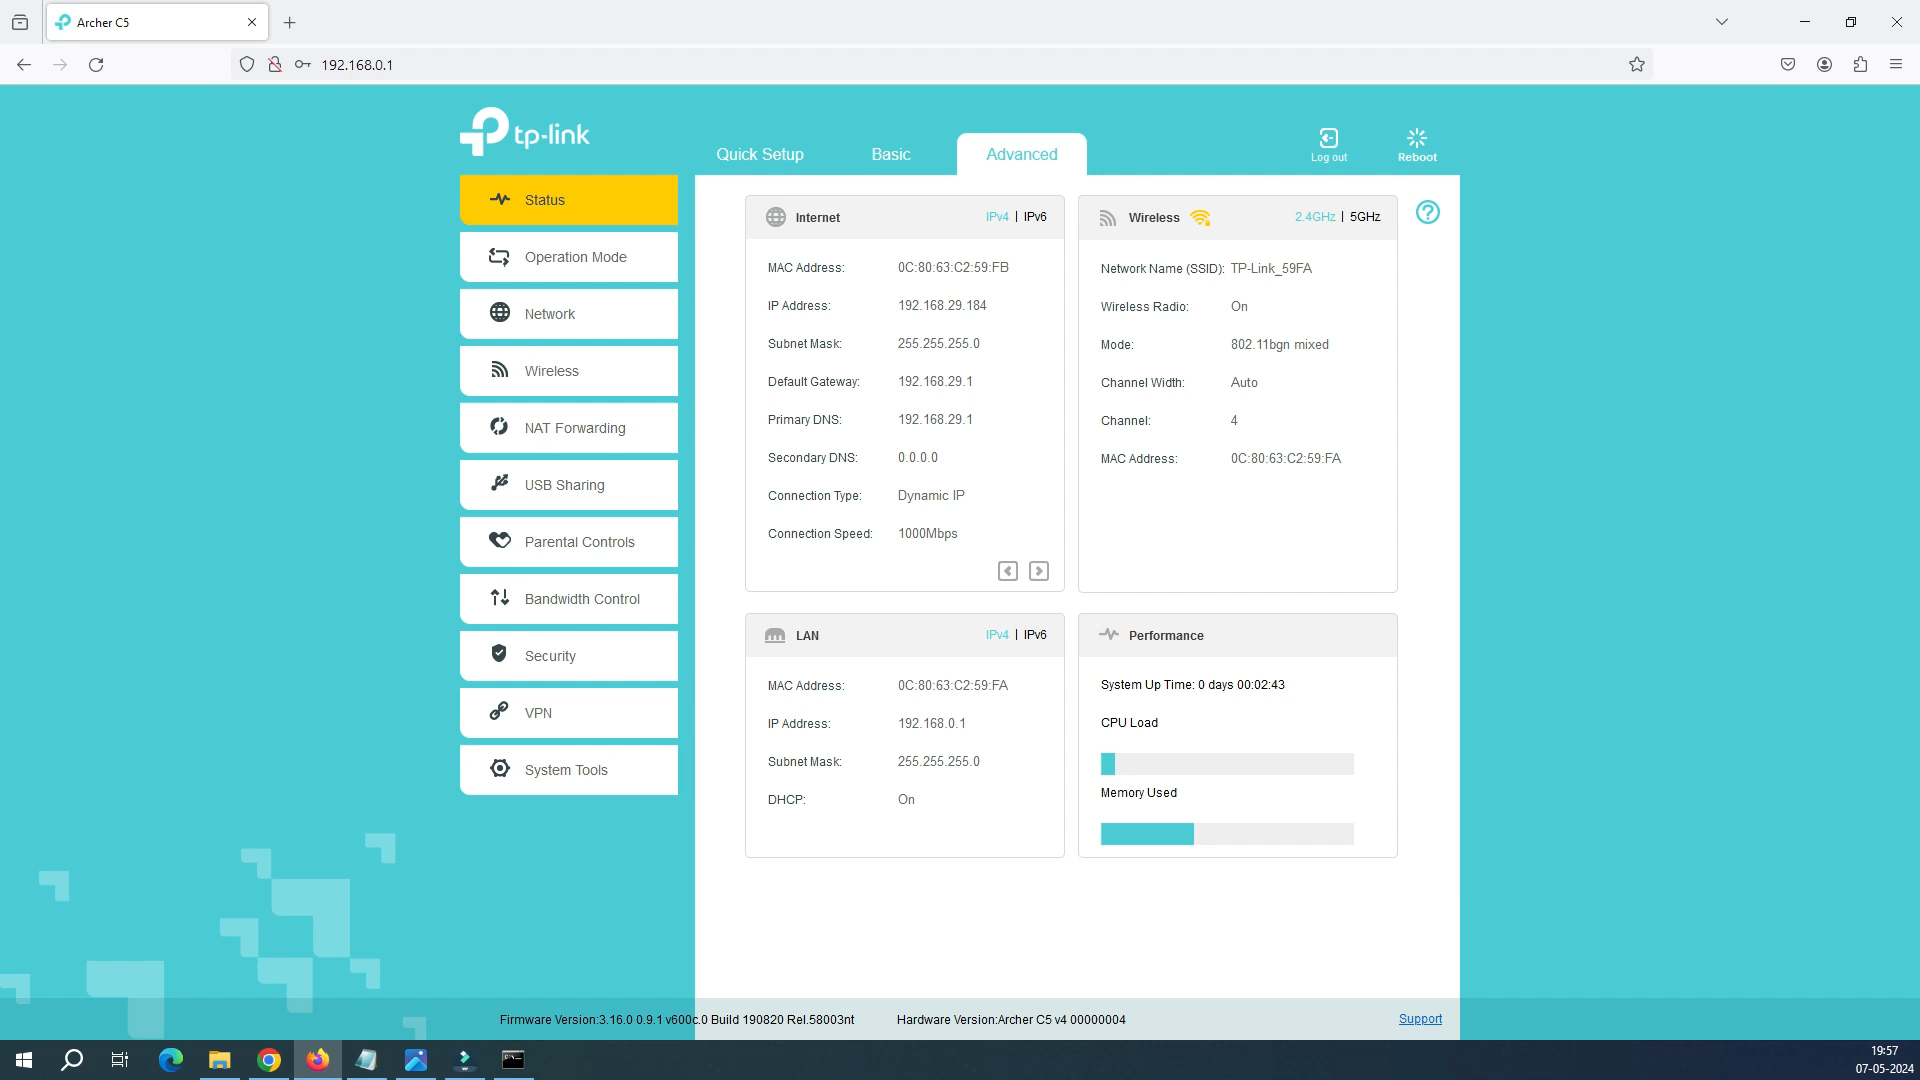 Archer C5
192.168.0.1
tp-link
Quick Setup
Basic
Advanced
Log out
Reboot
Status
Operation Mode
Network
Wireless
NAT Forwarding
USB Sharing
Parental Controls
Bandwidth Control
Security
VPN
System Tools
Internet IPv4 | IPv6
MAC Address: 0C:80:63:C2:59:FB
IP Address: 192.168.29.184
Subnet Mask: 255.255.255.0
Default Gateway: 192.168.29.1
Primary DNS: 192.168.29.1
Secondary DNS: 0.0.0.0
Connection Type: Dynamic IP
Connection Speed: 1000Mbps
Wireless 2.4GHz | 5GHz
Network Name (SSID): TP-Link_59FA
Wireless Radio: On
Mode: 802.11bgn mixed
Channel Width: Auto
Channel: 4
MAC Address: 0C:80:63:C2:59:FA
LAN IPv4 | IPv6
MAC Address: 0C:80:63:C2:59:FA
IP Address: 192.168.0.1
Subnet Mask: 255.255.255.0
DHCP: On
Performance
System Up Time: 0 days 00:02:43
CPU Load
Memory Used
Firmware Version:3.16.0 0.9.1 v600c.0 Build 190820 Rel.58003nt Hardware Version:Archer C5 v4 00000004 Support
19:57
07-05-2024